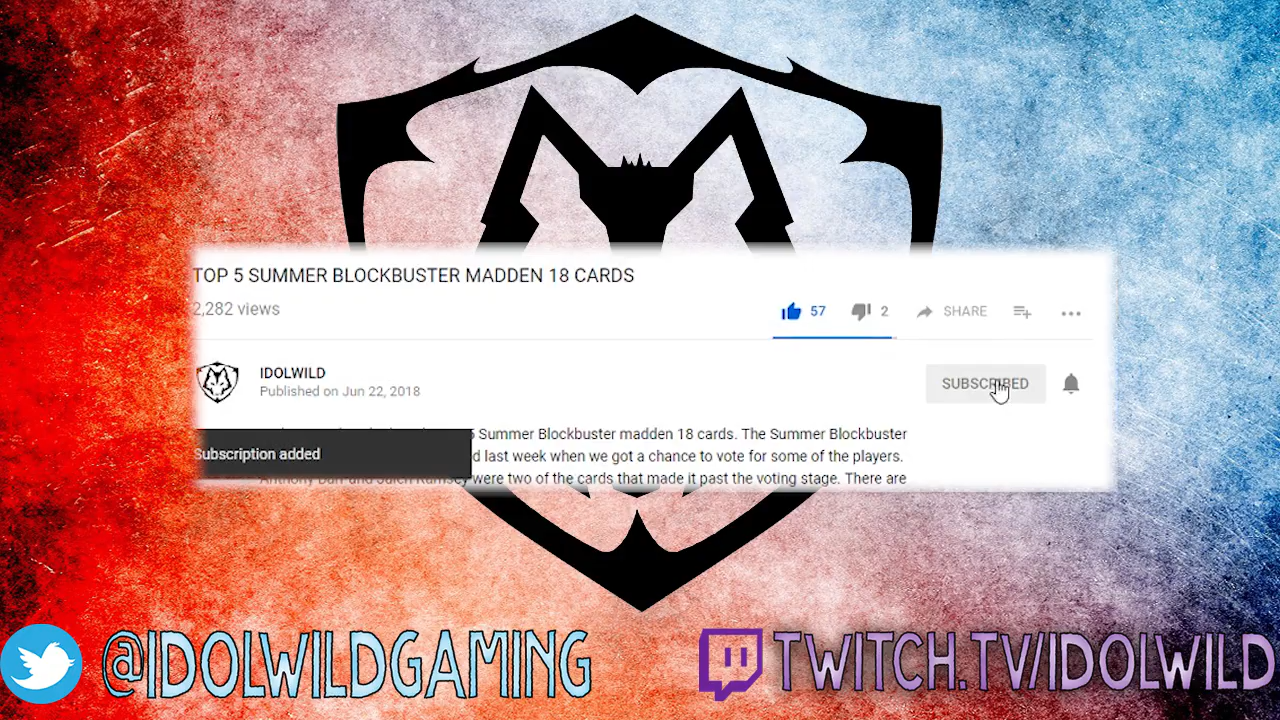 TOP 5 SUMMER BLOCKBUSTER MADDEN 18 CARDS
2,282 views
57 2 SHARE
IDOLWILD
Published on Jun 22, 2018
SUBSCRIBED
5 Summer Blockbuster madden 18 cards. The Summer Blockbuster
Subscription added
last week when we got a chance to vote for some of the players.
were two of the cards that made it past the voting stage. There are
@IDOLWILDGAMING
TWITCH.TV/IDOLWILD